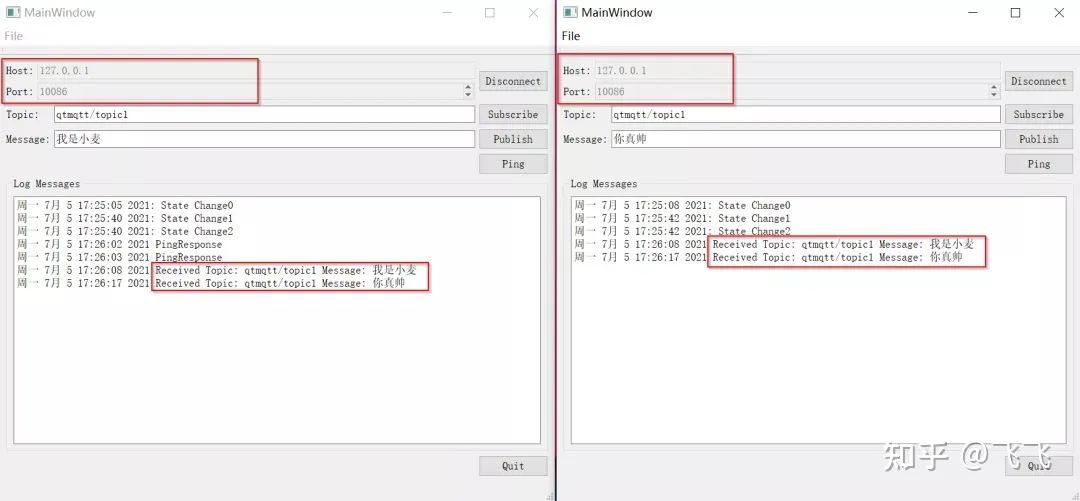 MainWindow
File
Host: 127.0.0.1
Port: 10086
Disconnect
Topic: qtmqtt/topic1
Subscribe
Message: 我是小麦
Publish
Ping
Log Messages
周一 7月 5 17:25:05 2021: State Change0
周一 7月 5 17:25:40 2021: State Change1
周一 7月 5 17:25:40 2021: State Change2
周一 7月 5 17:26:02 2021 PingResponse
周一 7月 5 17:26:03 2021 PingResponse
周一 7月 5 17:26:08 2021 Received Topic: qtmqtt/topic1 Message: 我是小麦
周一 7月 5 17:26:17 2021 Received Topic: qtmqtt/topic1 Message: 你真帅
Quit
MainWindow
File
Host: 127.0.0.1
Port: 10086
Disconnect
Topic: qtmqtt/topic1
Subscribe
Message: 你真帅
Publish
Ping
Log Messages
周一 7月 5 17:25:08 2021: State Change0
周一 7月 5 17:25:42 2021: State Change1
周一 7月 5 17:25:42 2021: State Change2
周一 7月 5 17:26:08 2021 Received Topic: qtmqtt/topic1 Message: 我是小麦
周一 7月 5 17:26:17 2021 Received Topic: qtmqtt/topic1 Message: 你真帅
Quit
知乎 @飞飞